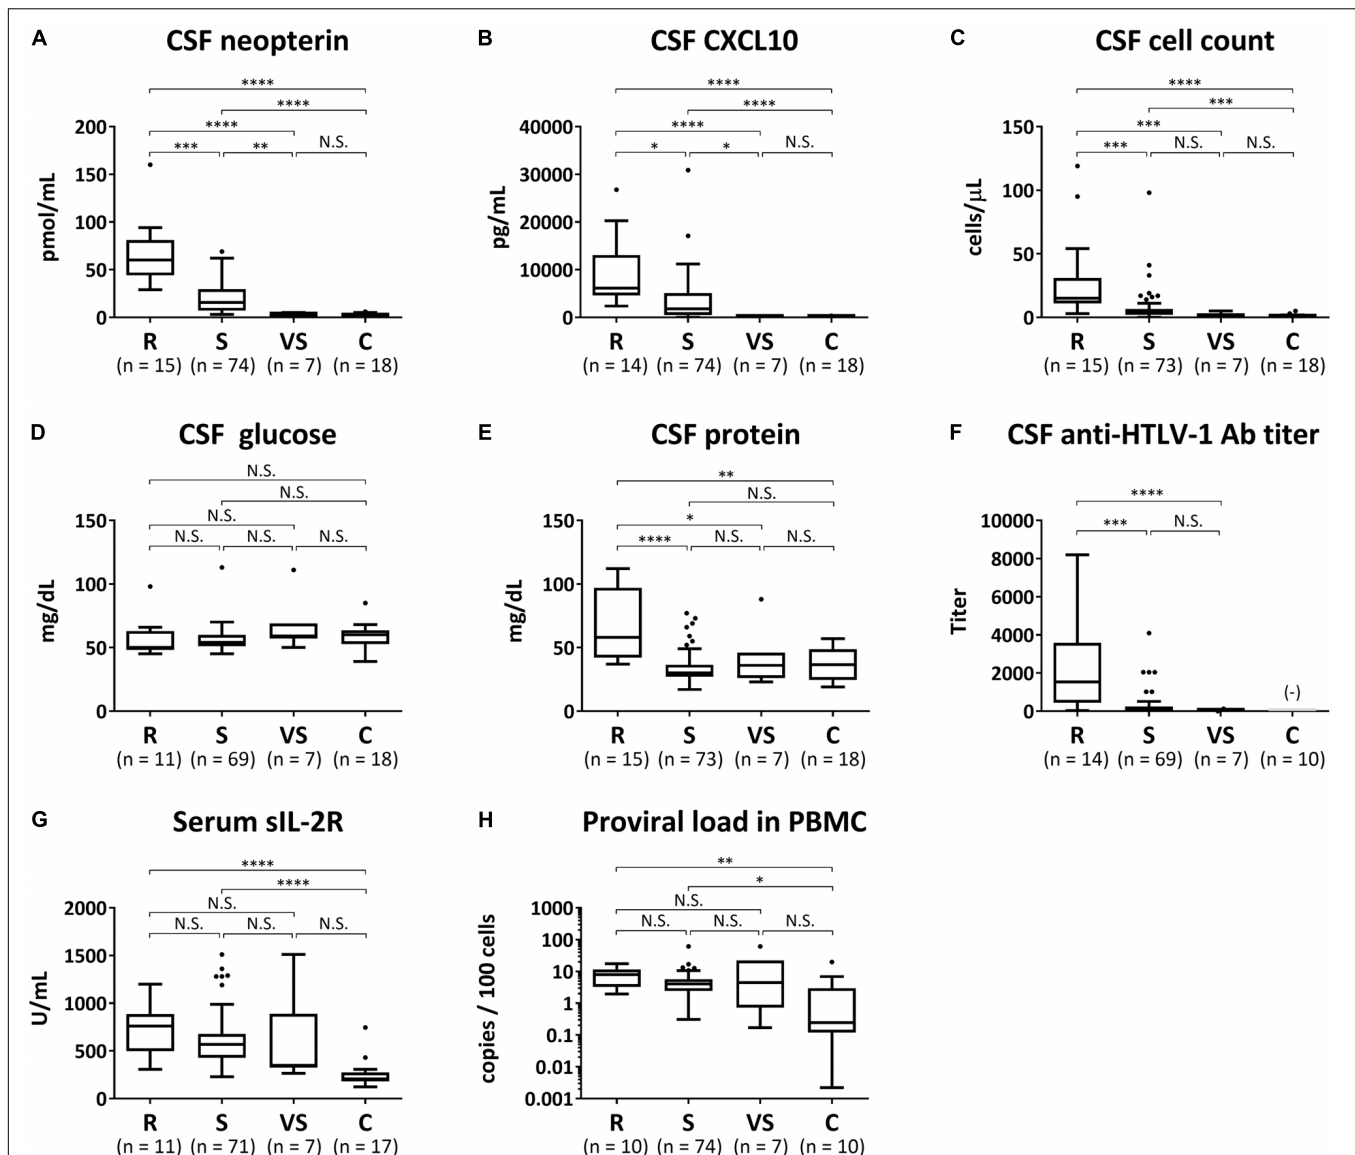 A CSF neopterin
****
****
****
*** ** N.S.
200
150
100
50
0
pmol/mL
R S VS C
(n = 15) (n = 74) (n = 7) (n = 18)
B CSF CXCL10
****
****
****
* * N.S.
40000
30000
20000
10000
0
pg/mL
R S VS C
(n = 14) (n = 74) (n = 7) (n = 18)
C CSF cell count
****
***
***
*** N.S. N.S.
150
100
50
0
cells/μL
R S VS C
(n = 15) (n = 73) (n = 7) (n = 18)
D CSF glucose
N.S.
N.S.
N.S.
N.S. N.S. N.S.
150
100
50
0
mg/dL
R S VS C
(n = 11) (n = 69) (n = 7) (n = 18)
E CSF protein
**
N.S.
*
**** N.S. N.S.
150
100
50
0
mg/dL
R S VS C
(n = 15) (n = 73) (n = 7) (n = 18)
F CSF anti-HTLV-1 Ab titer
****
*** N.S.
10000
8000
6000
4000
2000
0
Titer
(-)
R S VS C
(n = 14) (n = 69) (n = 7) (n = 10)
G Serum sIL-2R
****
****
N.S.
N.S. N.S. N.S.
2000
1500
1000
500
0
U/mL
R S VS C
(n = 11) (n = 71) (n = 7) (n = 17)
H Proviral load in PBMC
**
*
N.S.
N.S. N.S. N.S.
1000
100
10
1
0.1
0.01
0.001
copies / 100 cells
R S VS C
(n = 10) (n = 74) (n = 7) (n = 10)